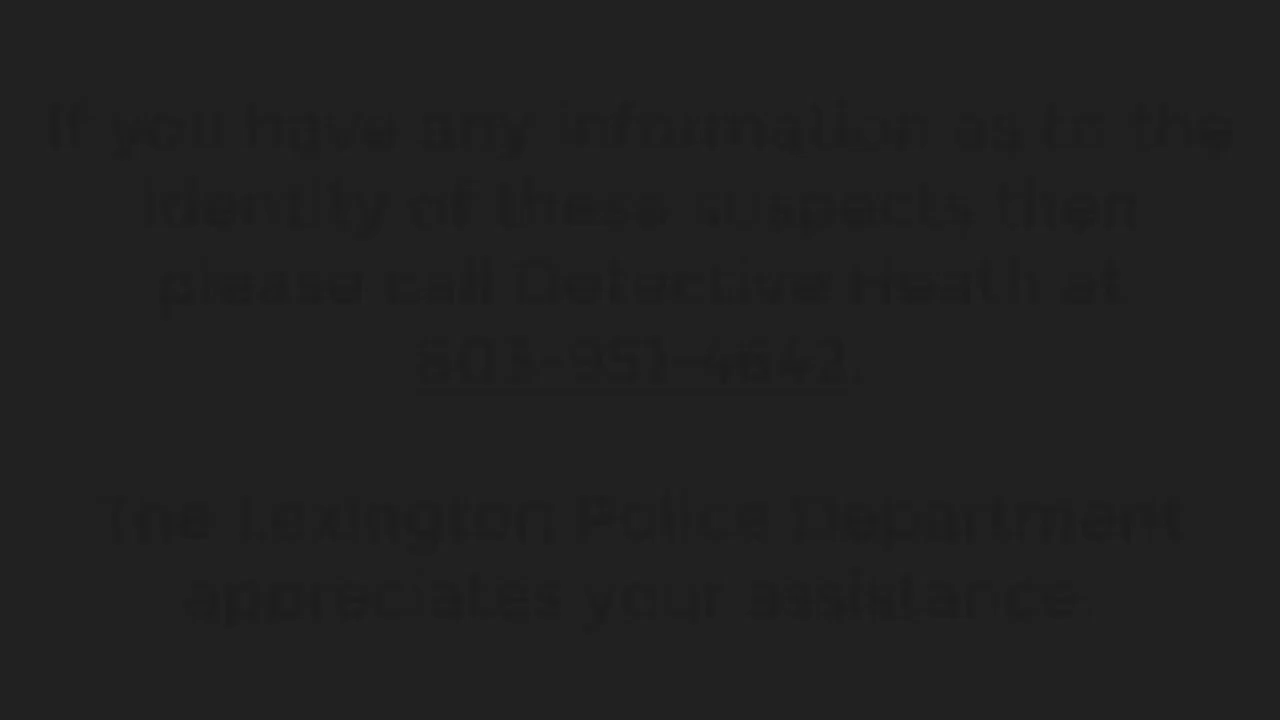 If you have any information as to the
identity of these suspects then
please call Detective Heath at
803-951-4642.
The Lexington Police Department
appreciates your assistance.